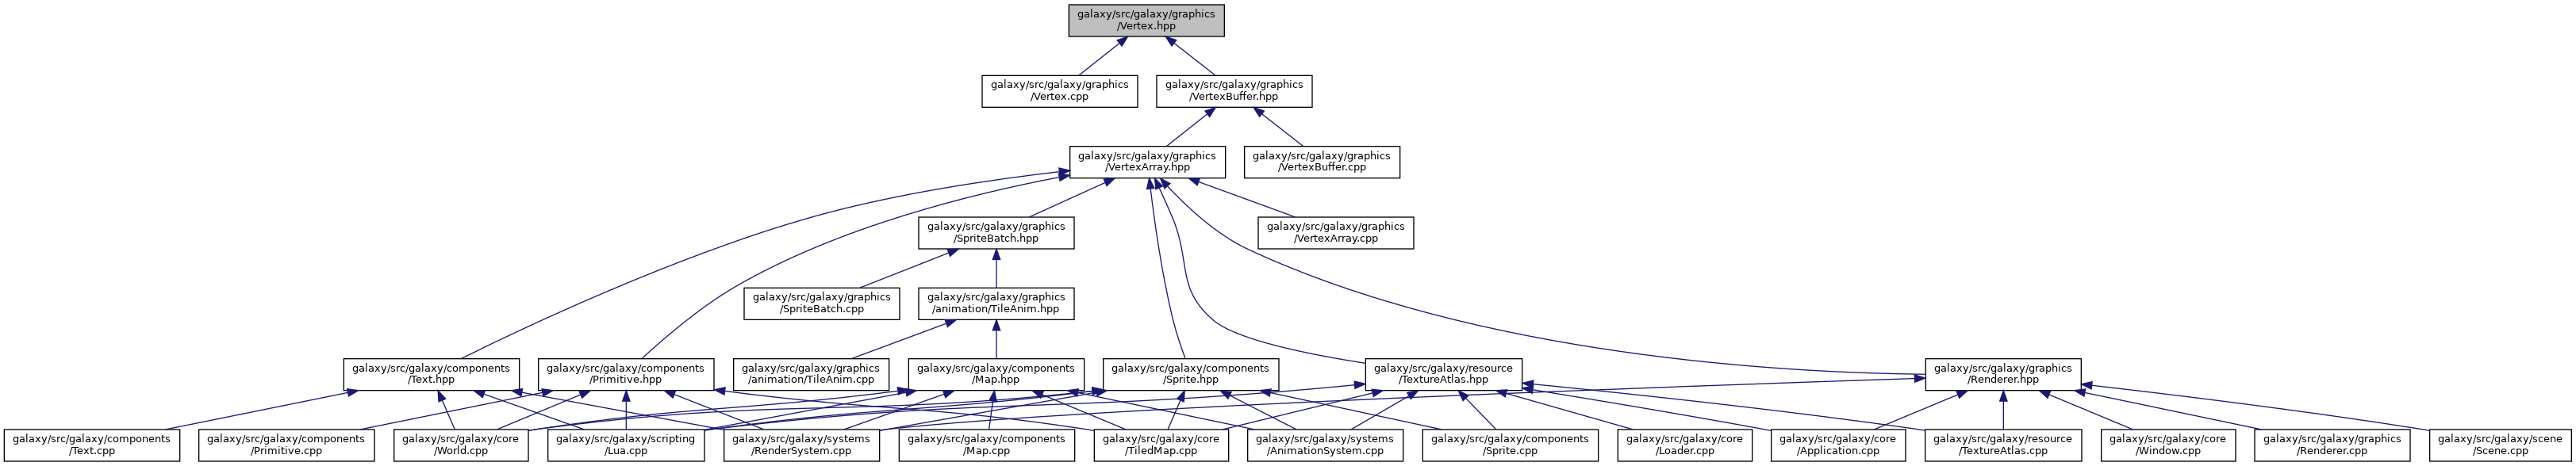 galaxy/src/galaxy/graphics
/Vertex.hpp
galaxy/src/galaxy/graphics
/Vertex.cpp
galaxy/src/galaxy/graphics
/VertexBuffer.hpp
galaxy/src/galaxy/graphics
/VertexArray.hpp
galaxy/src/galaxy/graphics
/VertexBuffer.cpp
galaxy/src/galaxy/graphics
/SpriteBatch.hpp
galaxy/src/galaxy/graphics
/VertexArray.cpp
galaxy/src/galaxy/graphics
/SpriteBatch.cpp
galaxy/src/galaxy/graphics
/animation/TileAnim.hpp
galaxy/src/galaxy/components
/Text.hpp
galaxy/src/galaxy/components
/Primitive.hpp
galaxy/src/galaxy/graphics
/animation/TileAnim.cpp
galaxy/src/galaxy/components
/Map.hpp
galaxy/src/galaxy/components
/Sprite.hpp
galaxy/src/galaxy/resource
/TextureAtlas.hpp
galaxy/src/galaxy/graphics
/Renderer.hpp
galaxy/src/galaxy/components
/Text.cpp
galaxy/src/galaxy/components
/Primitive.cpp
galaxy/src/galaxy/core
/World.cpp
galaxy/src/galaxy/scripting
/Lua.cpp
galaxy/src/galaxy/systems
/RenderSystem.cpp
galaxy/src/galaxy/components
/Map.cpp
galaxy/src/galaxy/core
/TiledMap.cpp
galaxy/src/galaxy/systems
/AnimationSystem.cpp
galaxy/src/galaxy/components
/Sprite.cpp
galaxy/src/galaxy/core
/Loader.cpp
galaxy/src/galaxy/core
/Application.cpp
galaxy/src/galaxy/resource
/TextureAtlas.cpp
galaxy/src/galaxy/core
/Window.cpp
galaxy/src/galaxy/graphics
/Renderer.cpp
galaxy/src/galaxy/scene
/Scene.cpp